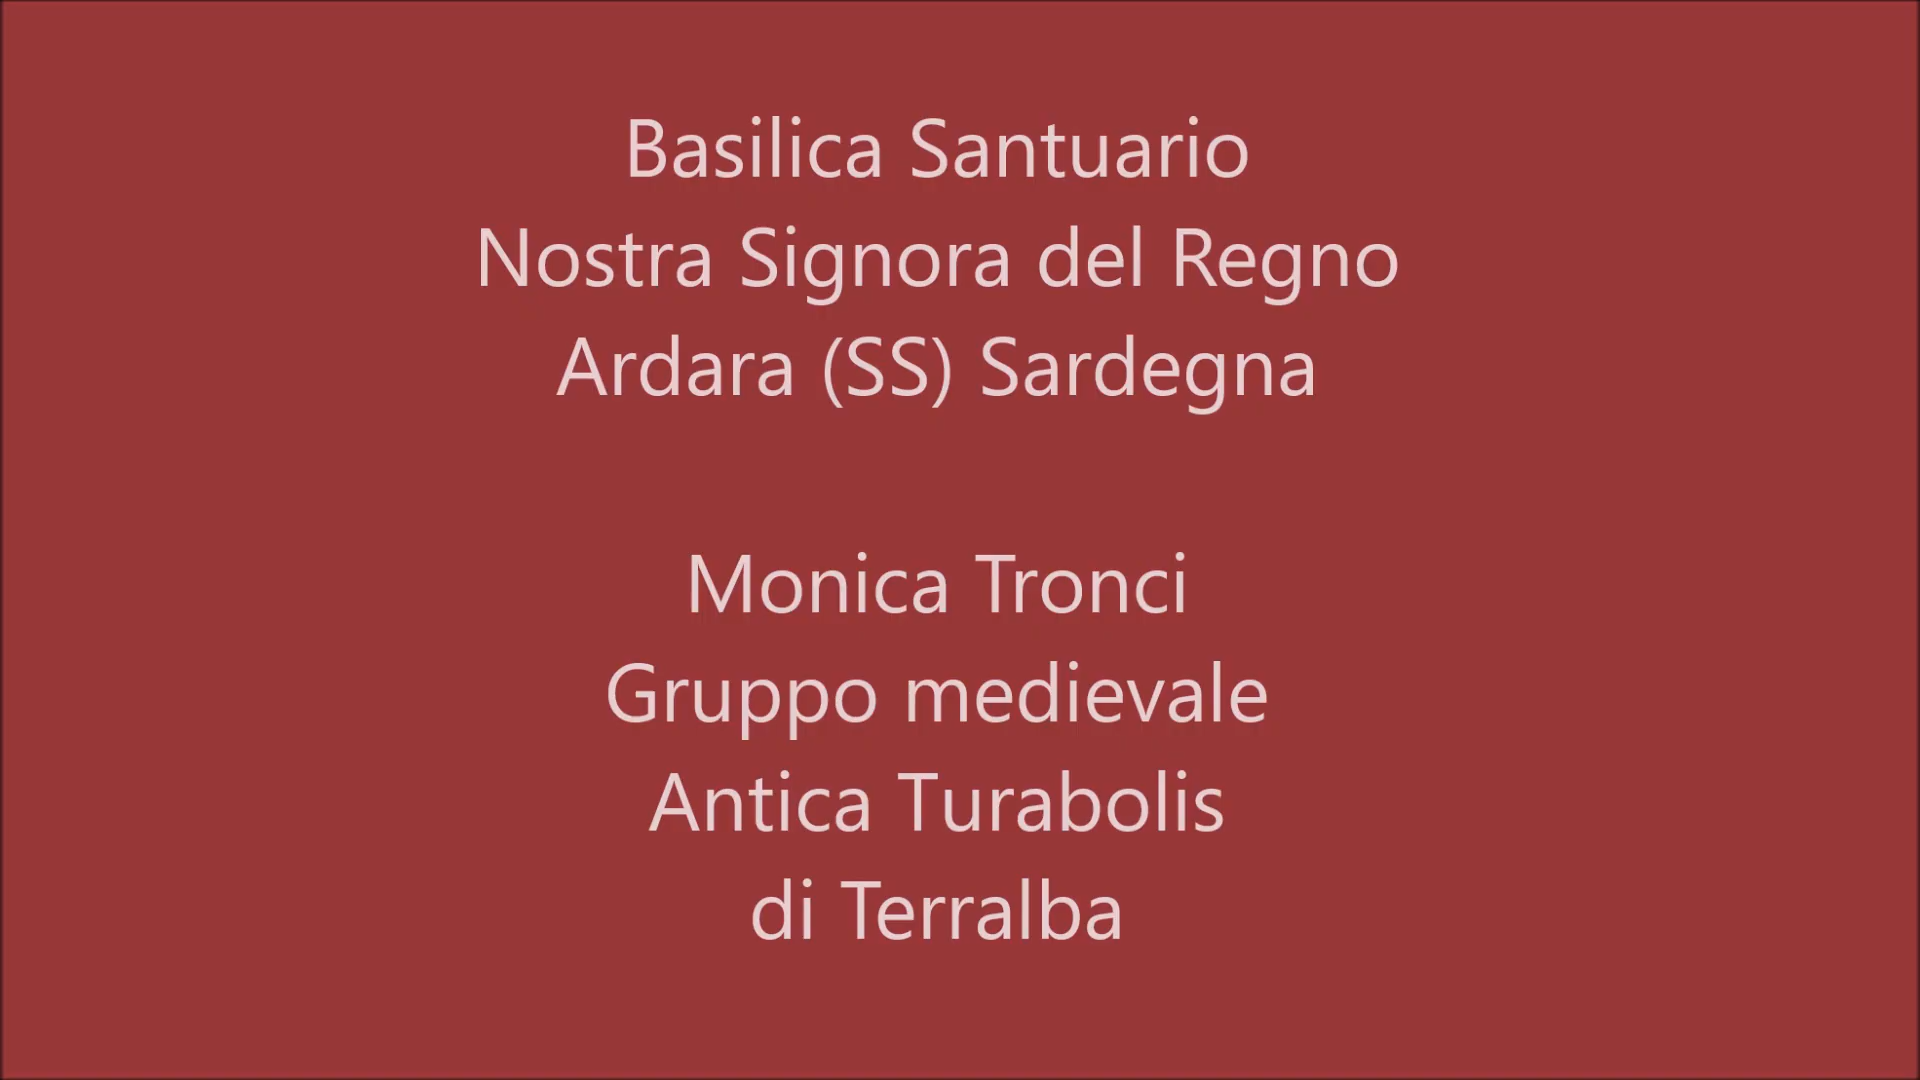 Basilica Santuario
Nostra Signora del Regno
Ardara (SS) Sardegna
Monica Tronci
Gruppo medievale
Antica Turabolis
di Terralba